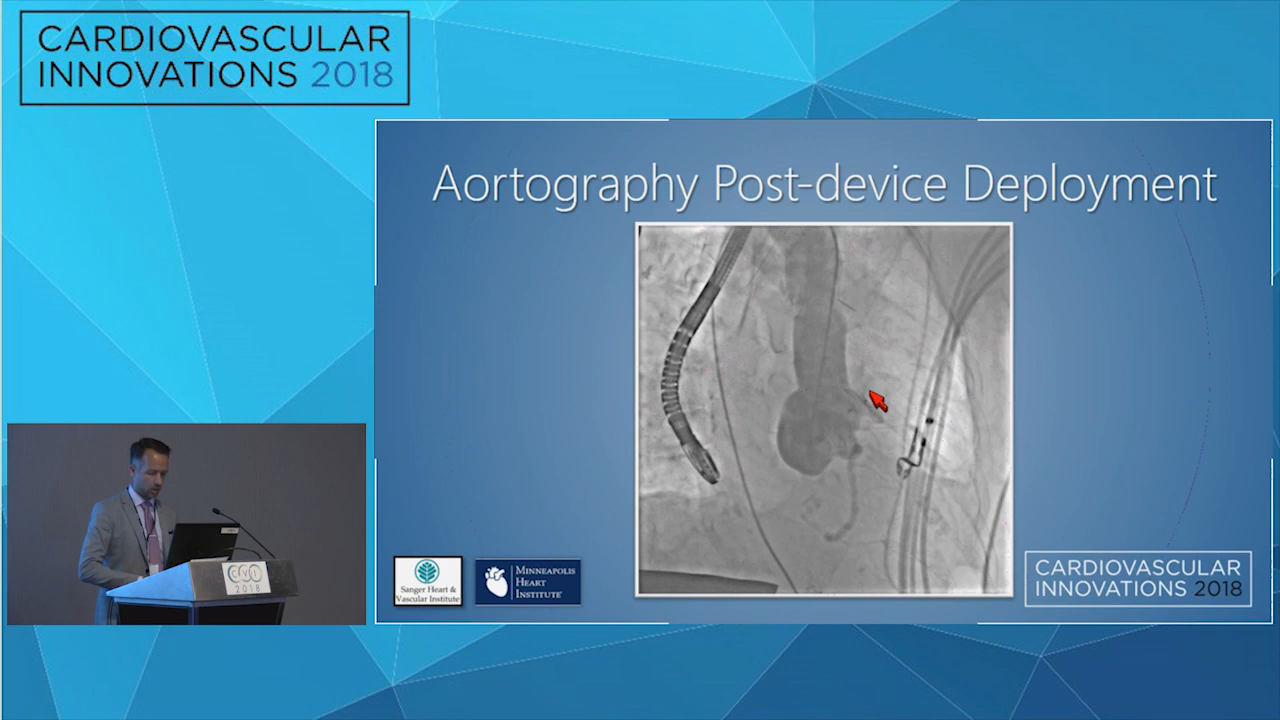 CARDIOVASCULAR
INNOVATIONS 2018
Aortography Post-device Deployment
Sanger Heart &
Vascular Institute
MINNEAPOLIS
HEART
INSTITUTE
CARDIOVASCULAR
INNOVATIONS 2018
CVI
2018